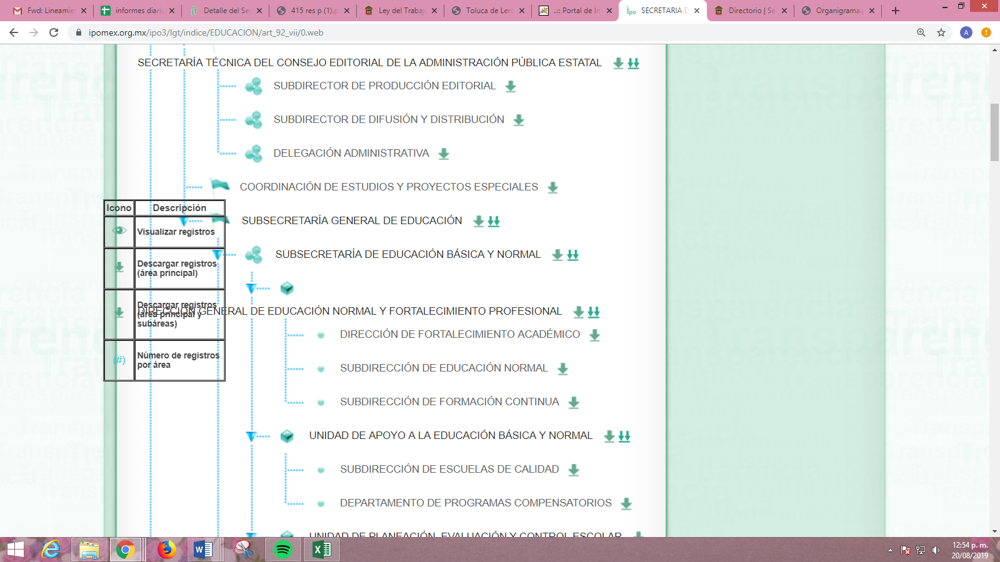 Fwd: Lineamie
informes diari
Detalle del Se
415 res p (1).p
Ley del Trabaj
Toluca de Lerd
..:: Portal de In
ipo SECRETARIA D
Directorio | Se
Organigrama.
ipomex.org.mx/ipo3/lgt/indice/EDUCACION/art_92_vii/0.web
A
SECRETARÍA TÉCNICA DEL CONSEJO EDITORIAL DE LA ADMINISTRACIÓN PÚBLICA ESTATAL
SUBDIRECTOR DE PRODUCCIÓN EDITORIAL
SUBDIRECTOR DE DIFUSIÓN Y DISTRIBUCIÓN
DELEGACIÓN ADMINISTRATIVA
COORDINACIÓN DE ESTUDIOS Y PROYECTOS ESPECIALES
SUBSECRETARÍA GENERAL DE EDUCACIÓN
SUBSECRETARÍA DE EDUCACIÓN BÁSICA Y NORMAL
DIRECCIÓN GENERAL DE EDUCACIÓN NORMAL Y FORTALECIMIENTO PROFESIONAL
DIRECCIÓN DE FORTALECIMIENTO ACADÉMICO
SUBDIRECCIÓN DE EDUCACIÓN NORMAL
SUBDIRECCIÓN DE FORMACIÓN CONTINUA
UNIDAD DE APOYO A LA EDUCACIÓN BÁSICA Y NORMAL
SUBDIRECCIÓN DE ESCUELAS DE CALIDAD
DEPARTAMENTO DE PROGRAMAS COMPENSATORIOS
UNIDAD DE PLANEACIÓN, EVALUACIÓN Y CONTROL ESCOLAR
Icono Descripción
Visualizar registros
Descargar registros
(área principal)
Descargar registros
(área principal y
subáreas)
(#) Número de registros
por área
12:54 p. m.
20/08/2019